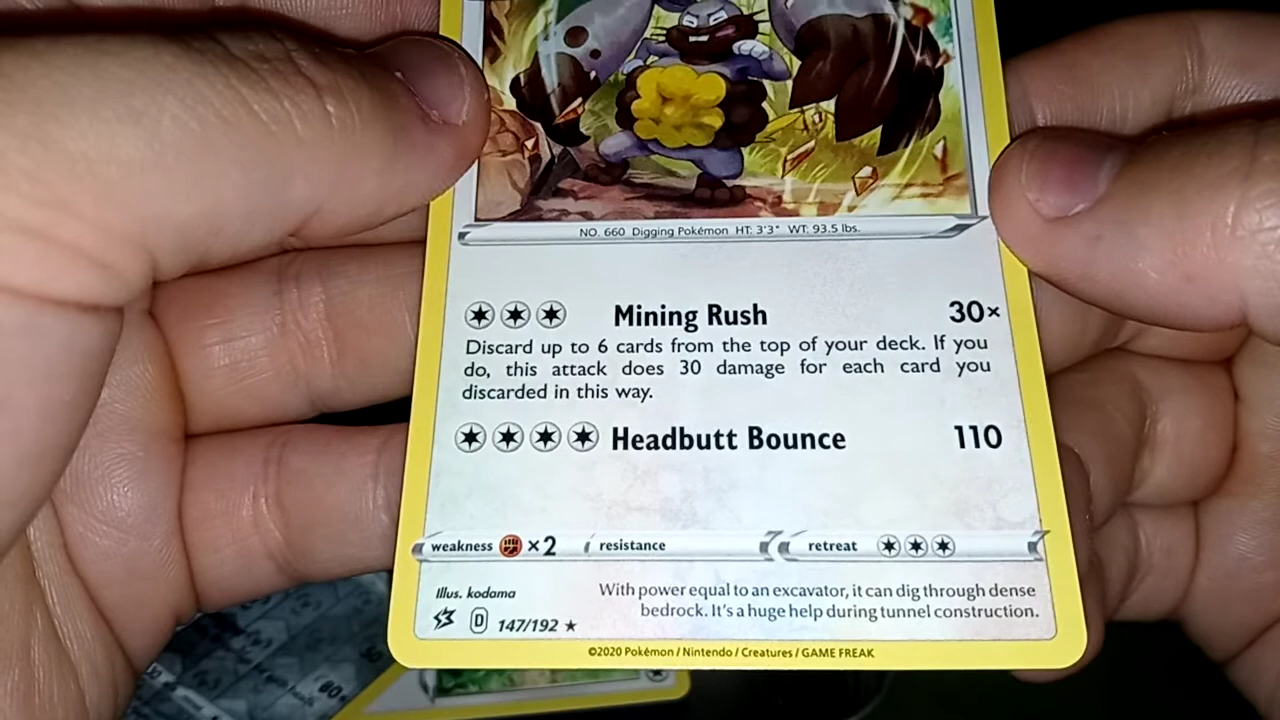 NO. 660 Digging Pokémon HT: 3'3" WT: 93.5 lbs.
Mining Rush 30×
Discard up to 6 cards from the top of your deck. If you
do, this attack does 30 damage for each card you
discarded in this way.
Headbutt Bounce 110
weakness ×2 resistance retreat
Illus. kodama
With power equal to an excavator, it can dig through dense
bedrock. It's a huge help during tunnel construction.
D 147/192 ★
©2020 Pokémon / Nintendo / Creatures / GAME FREAK